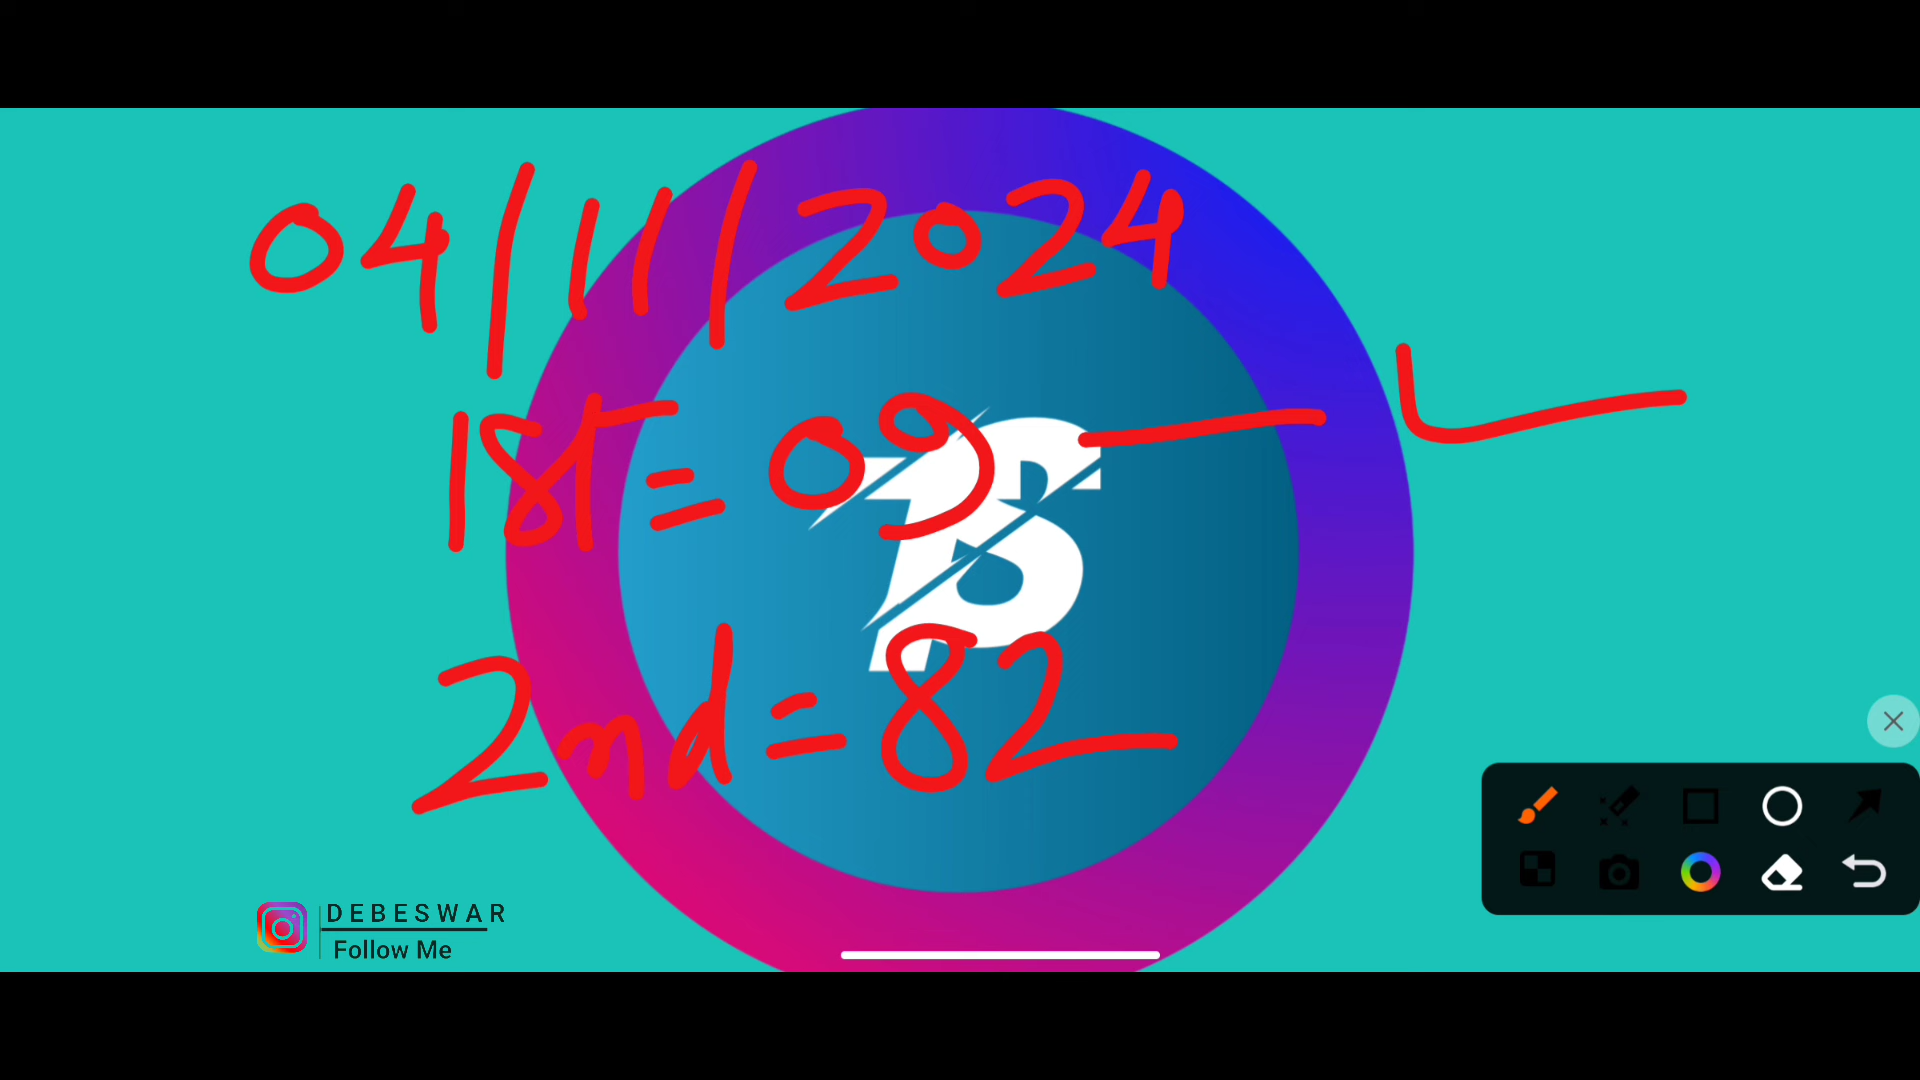 04/11/2024
1st = 09 —
2nd = 82
DEBESWAR
Follow Me